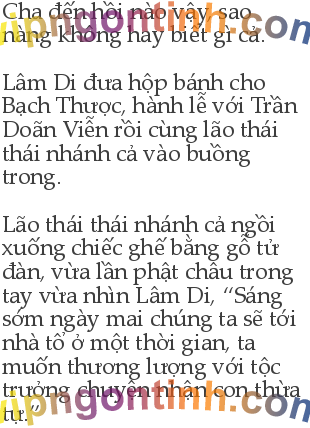 Cha đến hồi nào vậy, sao
nàng không hay biết gì cả.
Lâm Di đưa hộp bánh cho
Bạch Thược, hành lễ với Trần
Doãn Viễn rồi cùng lão thái
thái nhánh cả vào buồng
trong.
Lão thái thái nhánh cả ngồi
xuống chiếc ghế bằng gỗ tử
đàn, vừa lần phật châu trong
tay vừa nhìn Lâm Di, “Sáng
sớm ngày mai chúng ta sẽ tới
nhà tổ ở một thời gian, ta
muốn thương lượng với tộc
trưởng chuyện nhận con thừa
tự.”
vipngontinh.com
vipngontinh.com